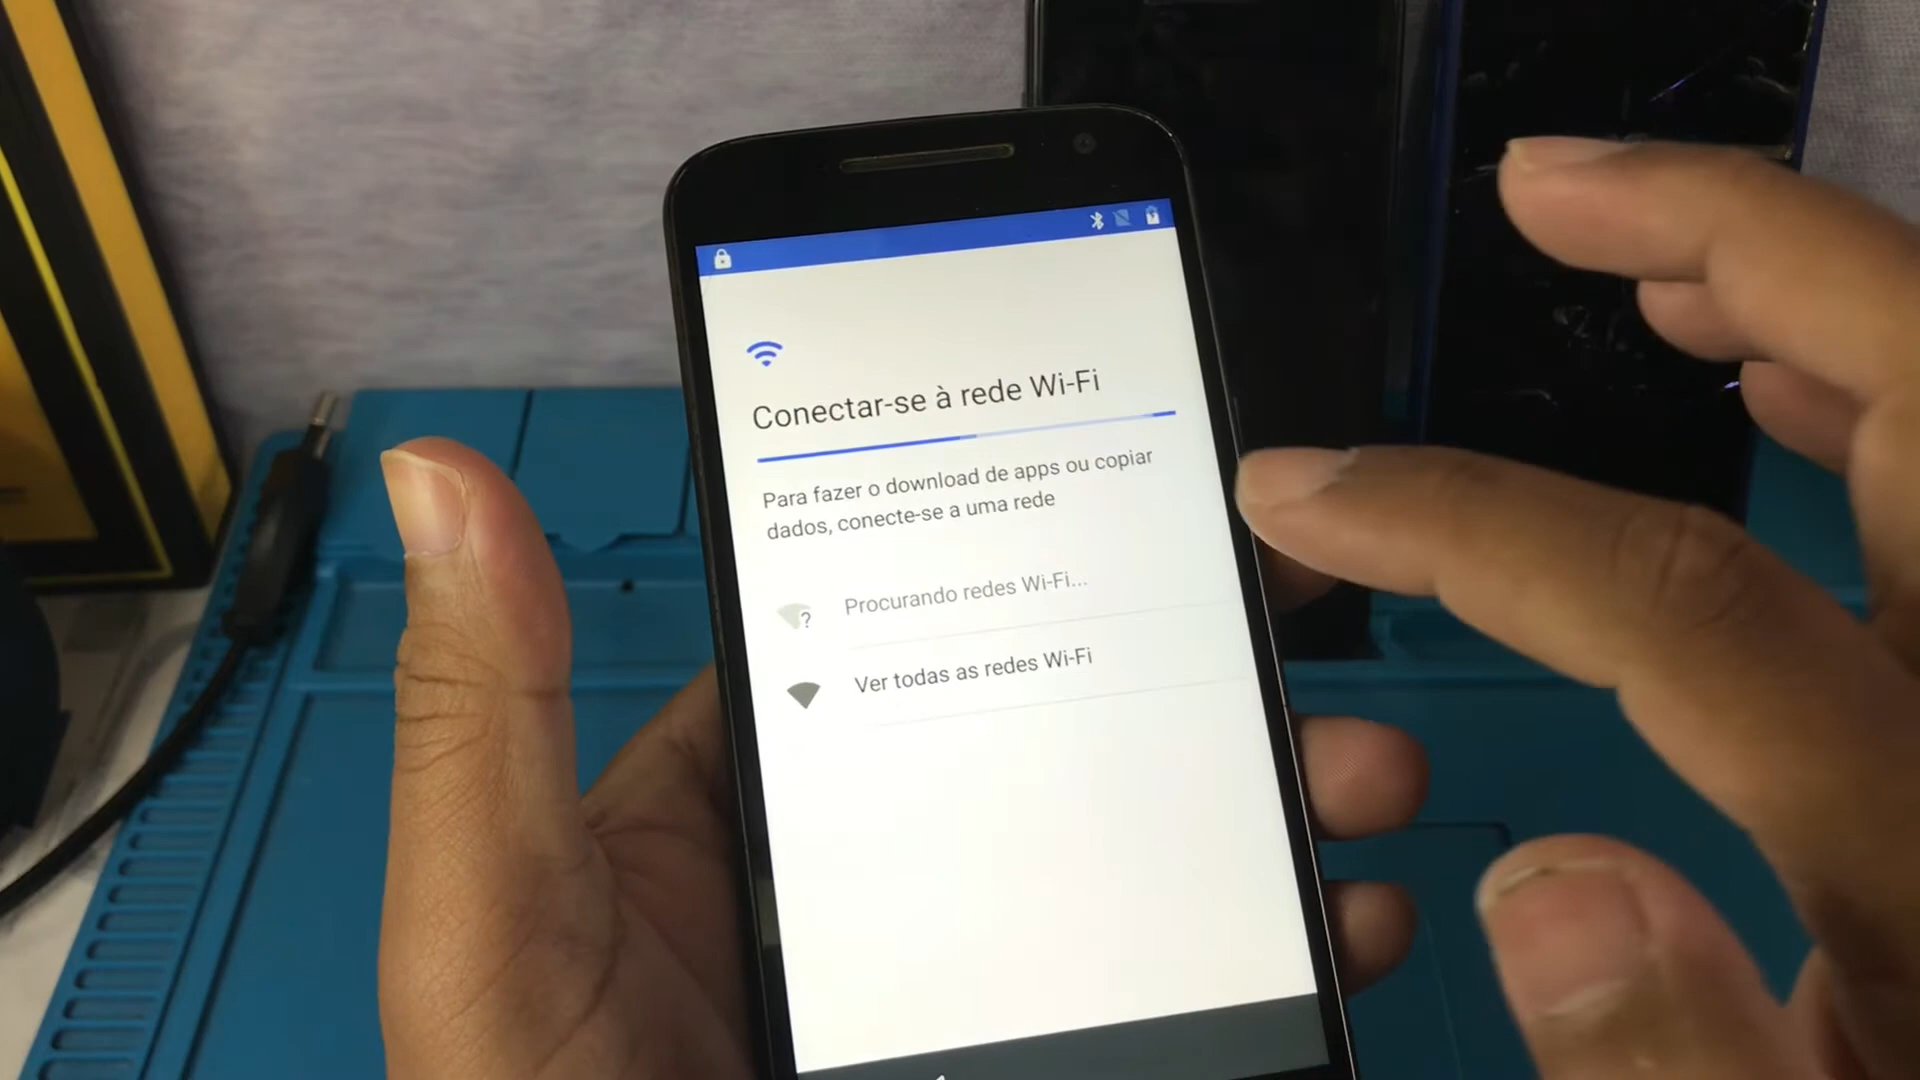 Conectar-se à rede Wi-Fi
Para fazer o download de apps ou copiar
dados, conecte-se a uma rede
Procurando redes Wi-Fi...
Ver todas as redes Wi-Fi